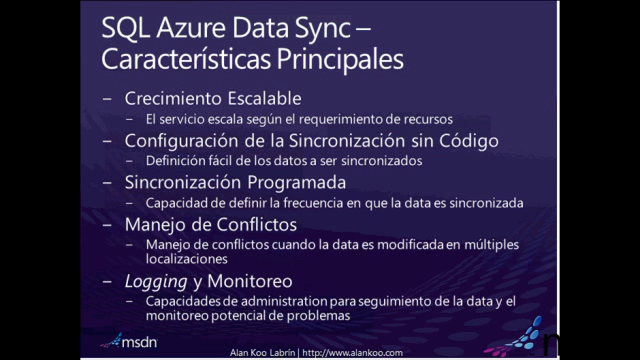 SQL Azure Data Sync –
Características Principales
– Crecimiento Escalable
– El servicio escala según el requerimiento de recursos
– Configuración de la Sincronización sin Código
– Definición fácil de los datos a ser sincronizados
– Sincronización Programada
– Capacidad de definir la frecuencia en que la data es sincronizada
– Manejo de Conflictos
– Manejo de conflictos cuando la data es modificada en múltiples
localizaciones
– Logging y Monitoreo
– Capacidades de administration para seguimiento de la data y el
monitoreo potencial de problemas
msdn
Alan Koo Labrín | http://www.alankoo.com